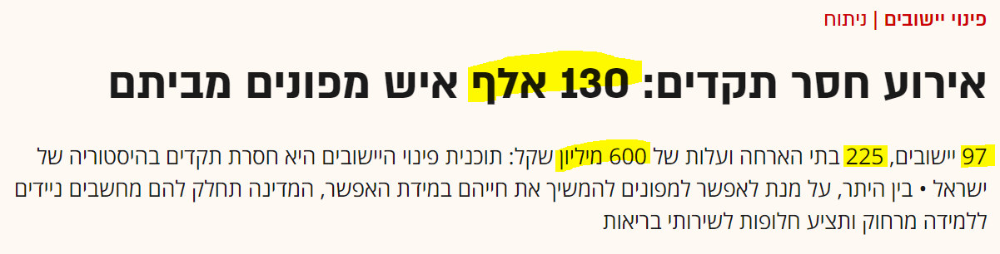 פינוי יישובים | ניתוח
אירוע חסר תקדים: 130 אלף איש מפונים מביתם
97 יישובים, 225 בתי הארחה ועלות של 600 מיליון שקל: תוכנית פינוי היישובים היא חסרת תקדים בהיסטוריה של
ישראל • בין היתר, על מנת לאפשר למפונים להמשיך את חייהם במידת האפשר, המדינה תחלק להם מחשבים ניידים
ללמידה מרחוק ותציע חלופות לשירותי בריאות